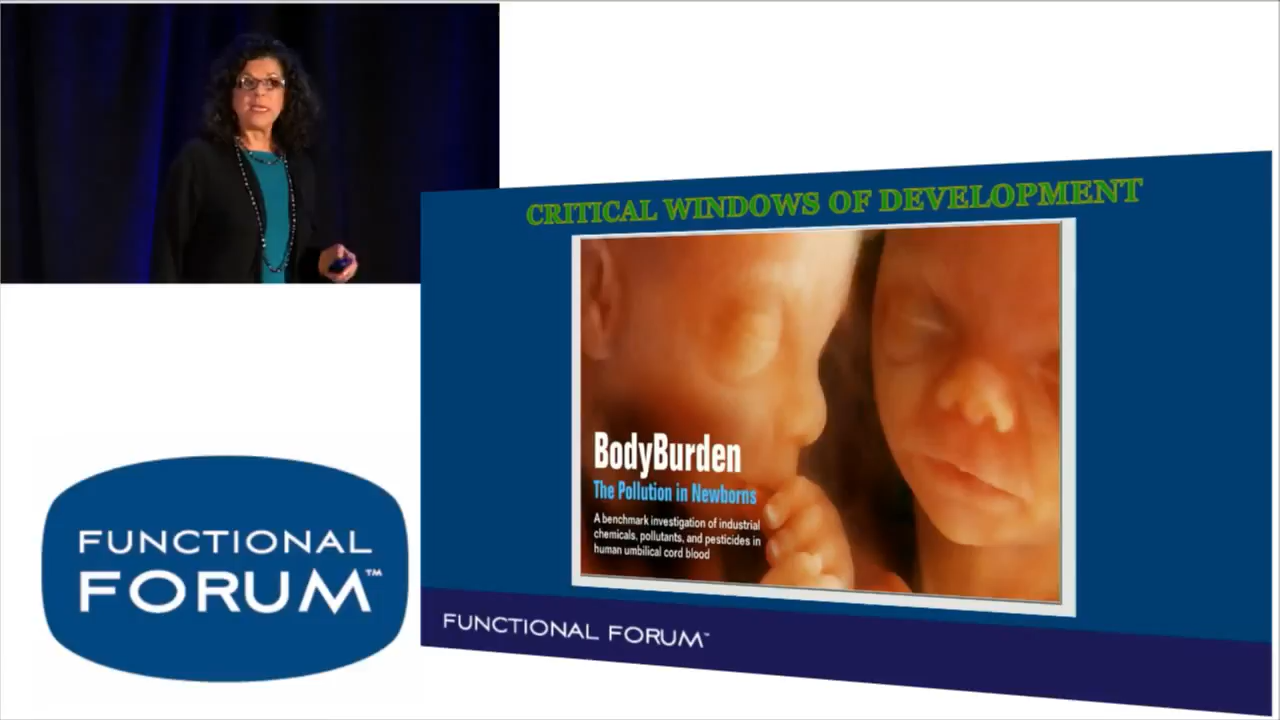 CRITICAL WINDOWS OF DEVELOPMENT
BodyBurden
The Pollution in Newborns
A benchmark investigation of industrial
chemicals, pollutants, and pesticides in
human umbilical cord blood
FUNCTIONAL
FORUM™
FUNCTIONAL FORUM™